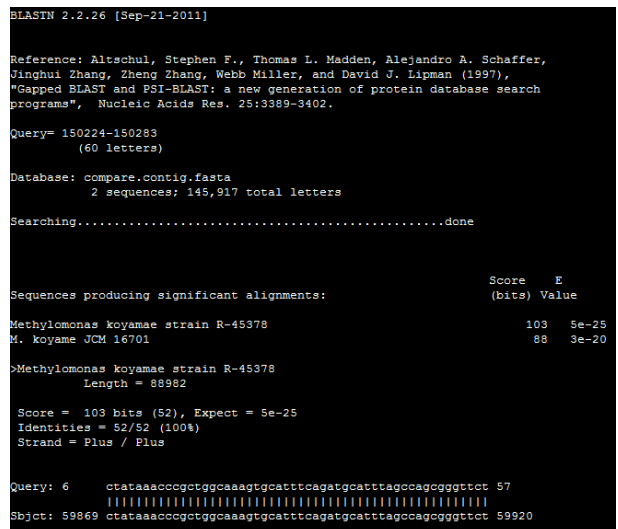 BLASTN 2.2.26 [Sep-21-2011]
Reference: Altschul, Stephen F., Thomas L. Madden, Alejandro A. Schaffer,
Jinghui Zhang, Zheng Zhang, Webb Miller, and David J. Lipman (1997),
"Gapped BLAST and PSI-BLAST: a new generation of protein database search
programs",  Nucleic Acids Res. 25:3389-3402.
Query= 150224-150283
(60 letters)
Database: compare.contig.fasta
2 sequences; 145,917 total letters
Searching..................................................done
Score    E
Sequences producing significant alignments:                      (bits) Value
Methylomonas koyamae strain R-45378                                   103   5e-25
M. koyame JCM 16701                                                    88   3e-20
>Methylomonas koyamae strain R-45378
Length = 88982
Score =  103 bits (52), Expect = 5e-25
Identities = 52/52 (100%)
Strand = Plus / Plus
Query: 6     ctataaacccgctggcaaagtgcatttcagatgcatttagccagcgggttct 57
||||||||||||||||||||||||||||||||||||||||||||||||||||
Sbjct: 59869 ctataaacccgctggcaaagtgcatttcagatgcatttagccagcgggttct 59920